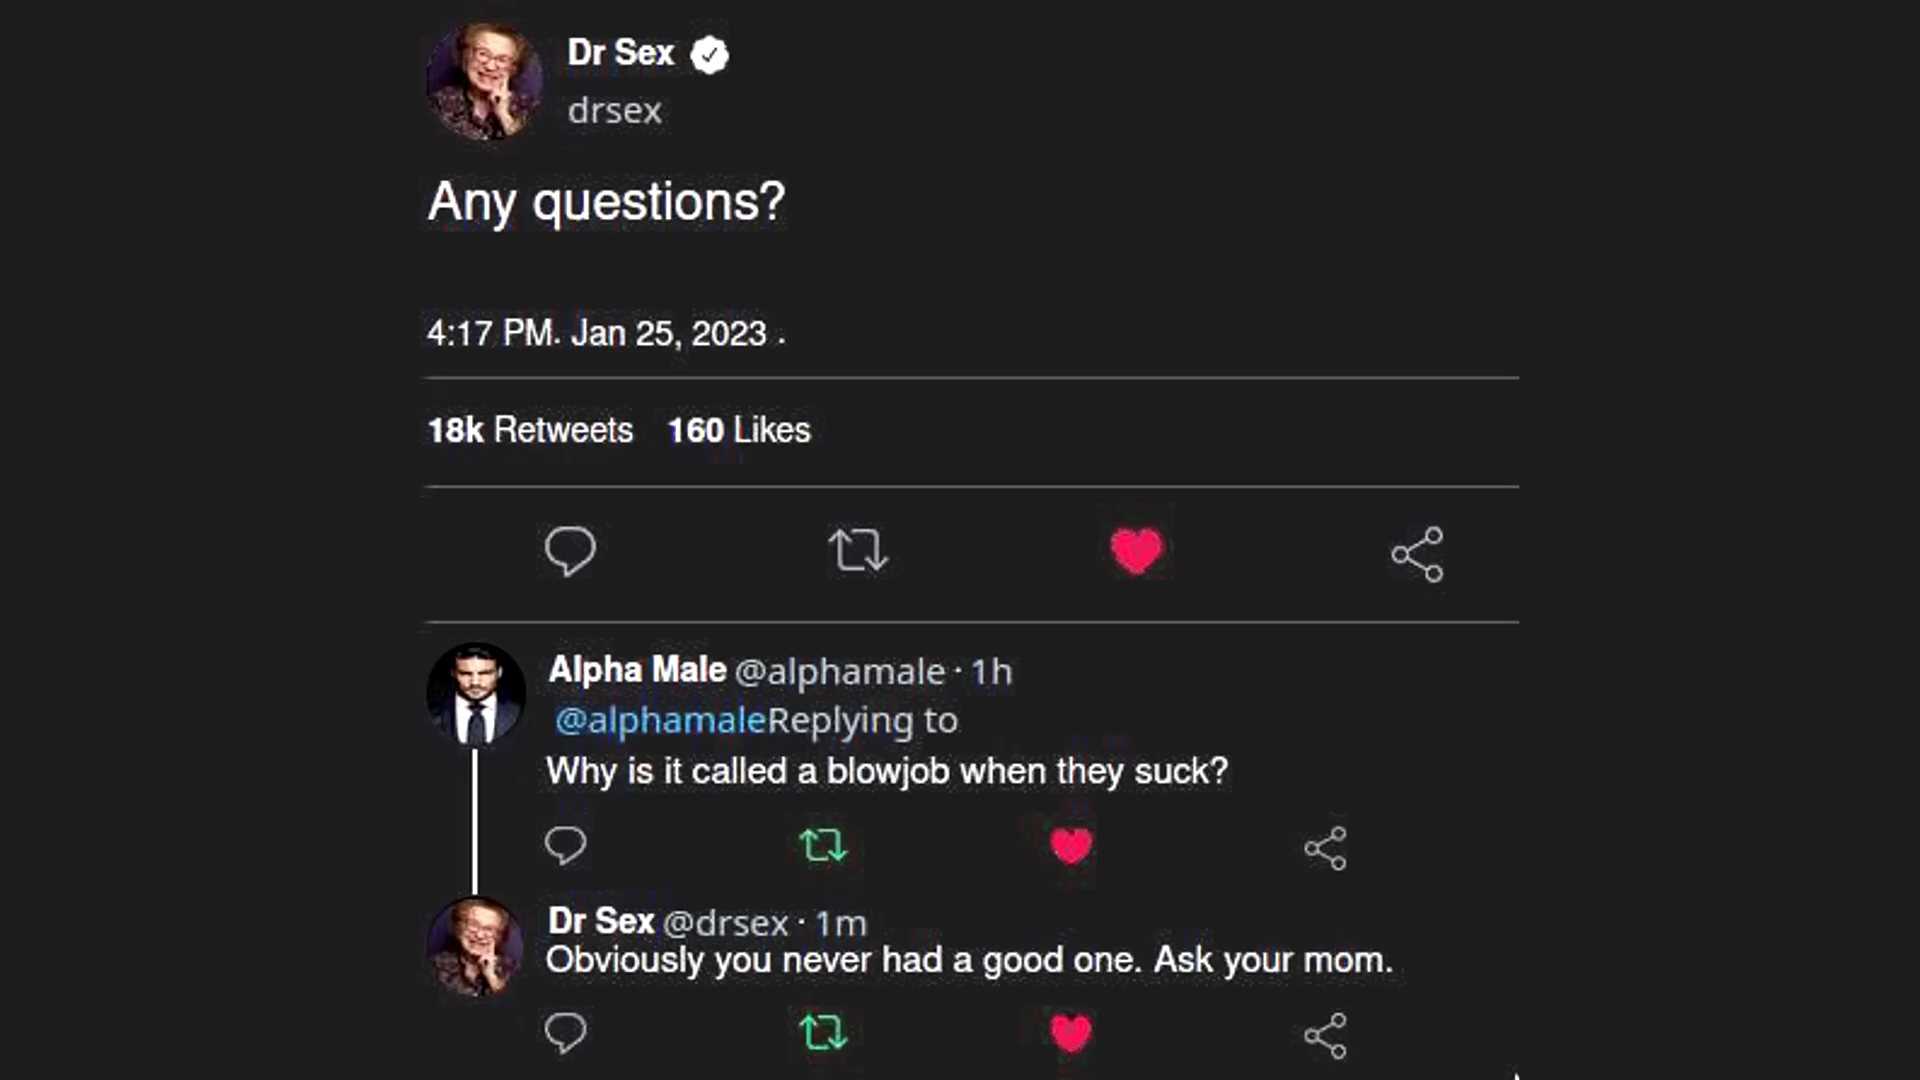 Dr Sex
drsex
Any questions?
4:17 PM. Jan 25, 2023 .
18k Retweets 160 Likes
Alpha Male @alphamale · 1h
@alphamaleReplying to
Why is it called a blowjob when they suck?
Dr Sex @drsex · 1m
Obviously you never had a good one. Ask your mom.